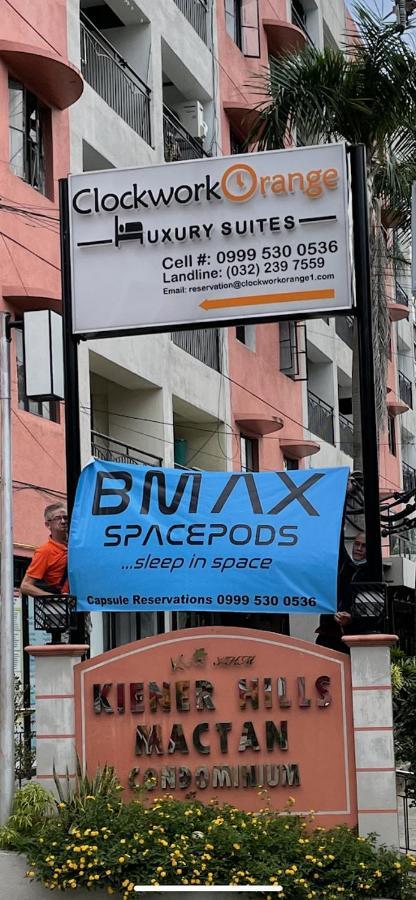 Clockwork Orange
LUXURY SUITES
Cell #: 0999 530 0536
Landline: (032) 239 7559
Email: reservation@clockworkorange1.com
BMAX
SPACEPODS
...sleep in space
Capsule Reservations 0999 530 0536
AHM
KIENER HILLS
MACTAN
CONDOMINIUM